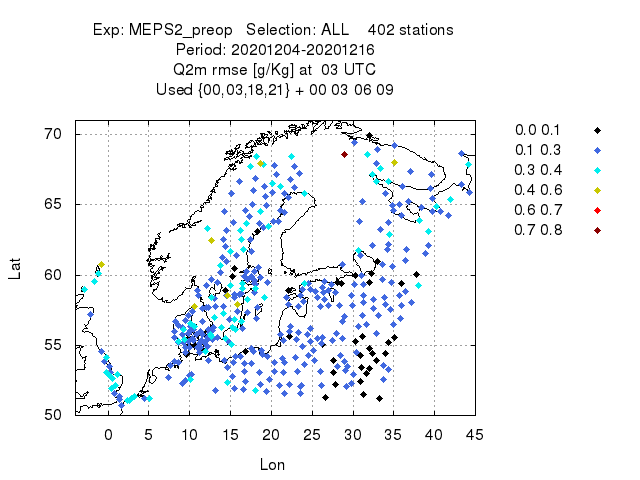 Exp: MEPS2_preop   Selection: ALL    402 stations
Period: 20201204-20201216
Q2m rmse [g/Kg] at  03 UTC
Used {00,03,18,21} + 00 03 06 09
70
65
60
55
50
Lat
0 5 10 15 20 25 30 35 40 45
Lon
0.0 0.1
0.1 0.3
0.3 0.4
0.4 0.6
0.6 0.7
0.7 0.8